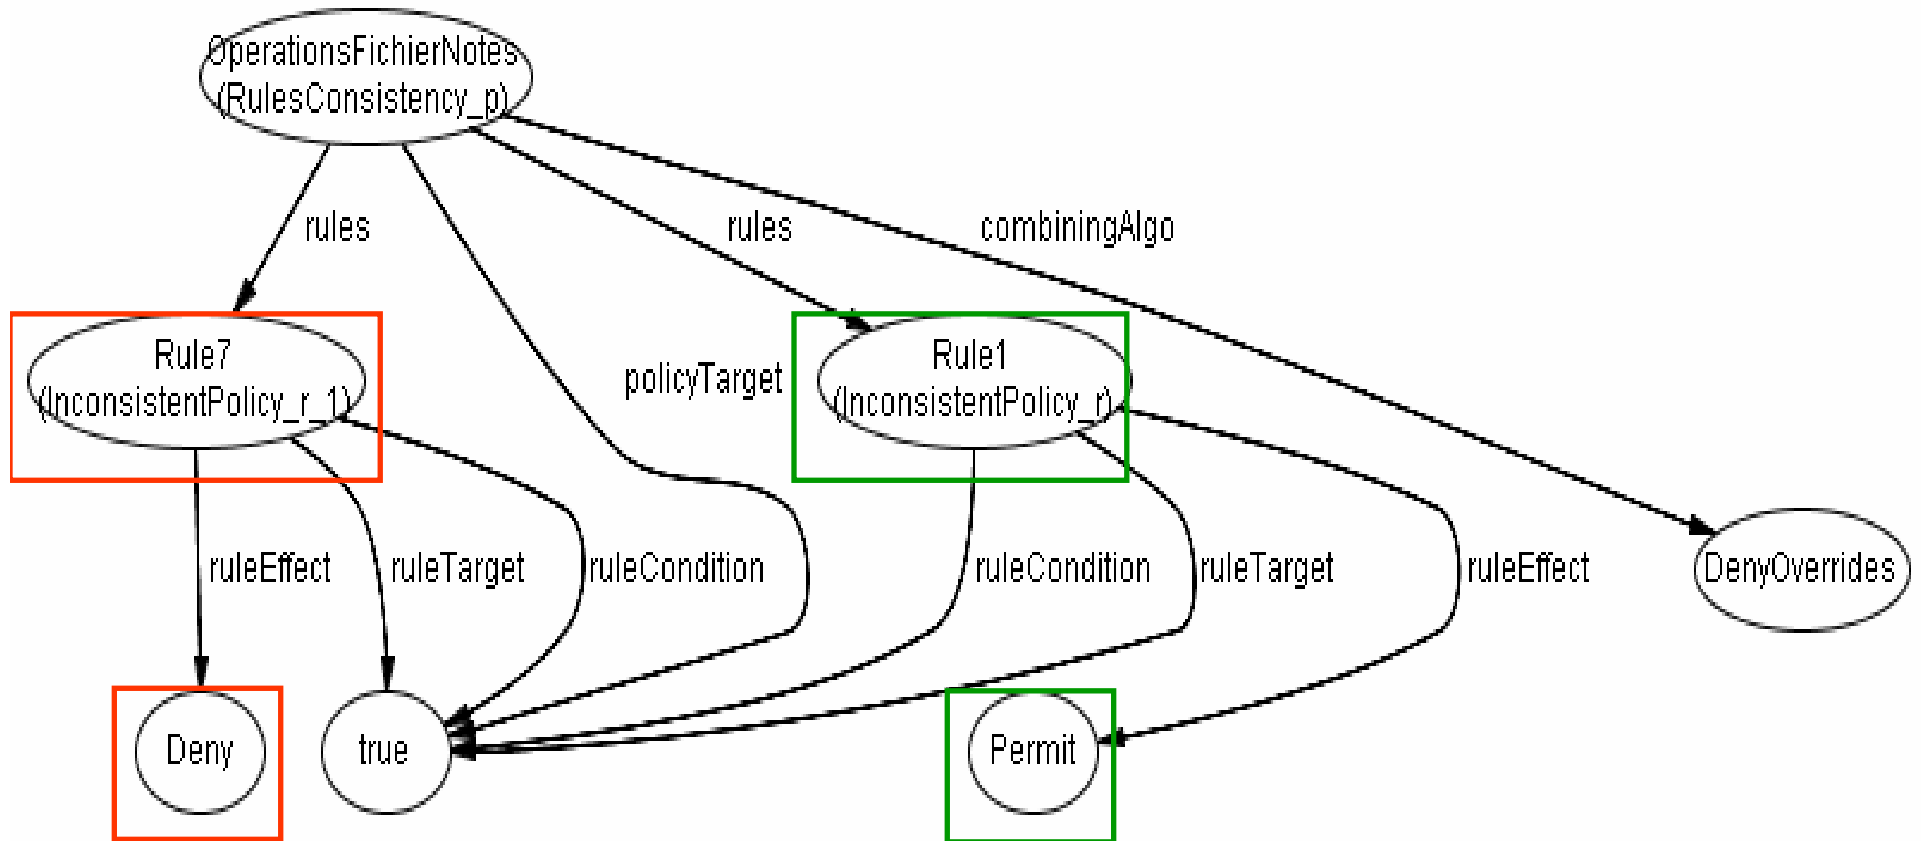 OperationsFichierNotes
(RulesConsistency_p)
rules
rules
combiningAlgo
Rule7
(InconsistentPolicy_r_1)
policyTarget
Rule1
(InconsistentPolicy_r)
ruleEffect
ruleTarget
ruleCondition
ruleCondition
ruleTarget
ruleEffect
DenyOverrides
Deny
true
Permit